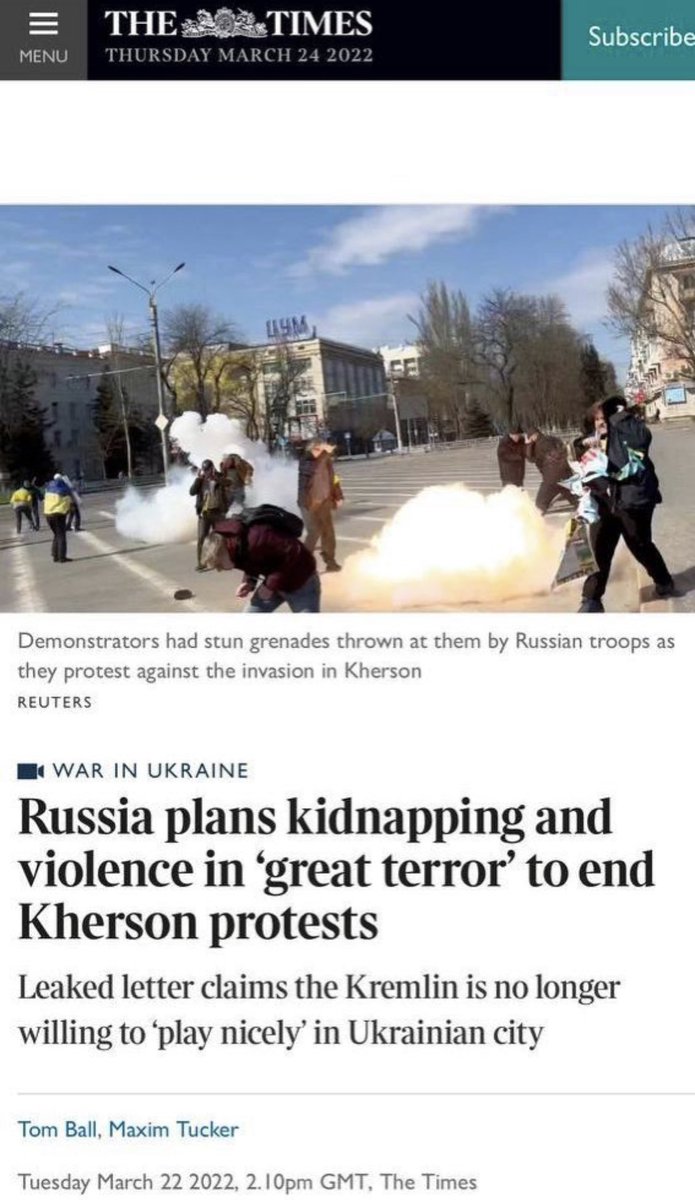 MENU
THE TIMES
THURSDAY MARCH 24 2022
Subscribe
ЦУМ
Demonstrators had stun grenades thrown at them by Russian troops as
they protest against the invasion in Kherson
REUTERS
WAR IN UKRAINE
Russia plans kidnapping and
violence in ‘great terror’ to end
Kherson protests
Leaked letter claims the Kremlin is no longer
willing to ‘play nicely’ in Ukrainian city
Tom Ball, Maxim Tucker
Tuesday March 22 2022, 2.10pm GMT, The Times